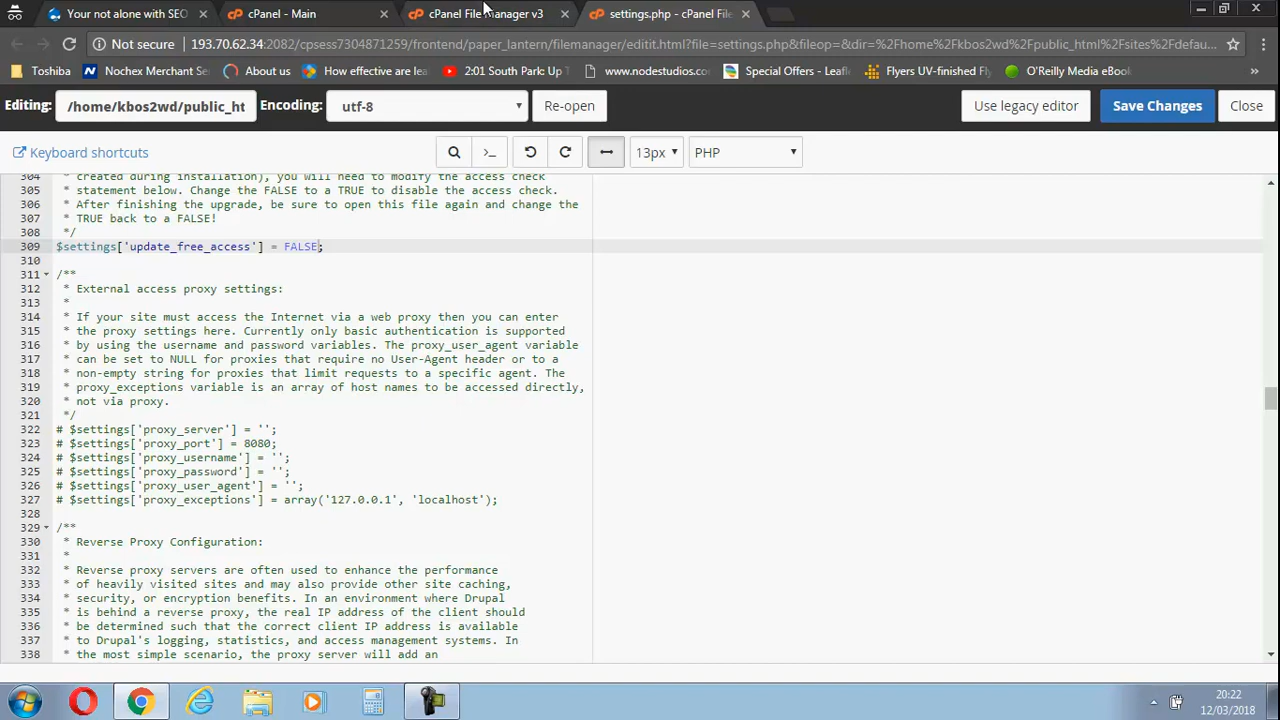 Your not alone with SEO
cPanel - Main
cPanel File Manager v3
settings.php - cPanel File
Not secure
193.70.62.34:2082/cpsess7304871259/frontend/paper_lantern/filemanager/editit.html?file=settings.php&fileop=&dir=%2Fhome%2Fkbos2wd%2Fpublic_html%2Fsites%2Fdefau...
Toshiba
Nochex Merchant Se
About us
How effective are lea
2:01 South Park: Up T
www.nodestudios.co
Special Offers - Leafl
Flyers UV-finished Fly
O'Reilly Media eBook
»
Editing:
/home/kbos2wd/public_ht
Encoding:
utf-8
Re-open
Use legacy editor
Save Changes
Close
Keyboard shortcuts
13px
PHP
304 * created during installation), you will need to modify the access check
305 * statement below. Change the FALSE to a TRUE to disable the access check.
306 * After finishing the upgrade, be sure to open this file again and change the
307 * TRUE back to a FALSE!
308 */
309 $settings['update_free_access'] = FALSE;
310
311 /**
312 * External access proxy settings:
313 *
314 * If your site must access the Internet via a web proxy then you can enter
315 * the proxy settings here. Currently only basic authentication is supported
316 * by using the username and password variables. The proxy_user_agent variable
317 * can be set to NULL for proxies that require no User-Agent header or to a
318 * non-empty string for proxies that limit requests to a specific agent. The
319 * proxy_exceptions variable is an array of host names to be accessed directly,
320 * not via proxy.
321 */
322 # $settings['proxy_server'] = '';
323 # $settings['proxy_port'] = 8080;
324 # $settings['proxy_username'] = '';
325 # $settings['proxy_password'] = '';
326 # $settings['proxy_user_agent'] = '';
327 # $settings['proxy_exceptions'] = array('127.0.0.1', 'localhost');
328
329 /**
330 * Reverse Proxy Configuration:
331 *
332 * Reverse proxy servers are often used to enhance the performance
333 * of heavily visited sites and may also provide other site caching,
334 * security, or encryption benefits. In an environment where Drupal
335 * is behind a reverse proxy, the real IP address of the client should
336 * be determined such that the correct client IP address is available
337 * to Drupal's logging, statistics, and access management systems. In
338 * the most simple scenario, the proxy server will add an
20:22
12/03/2018